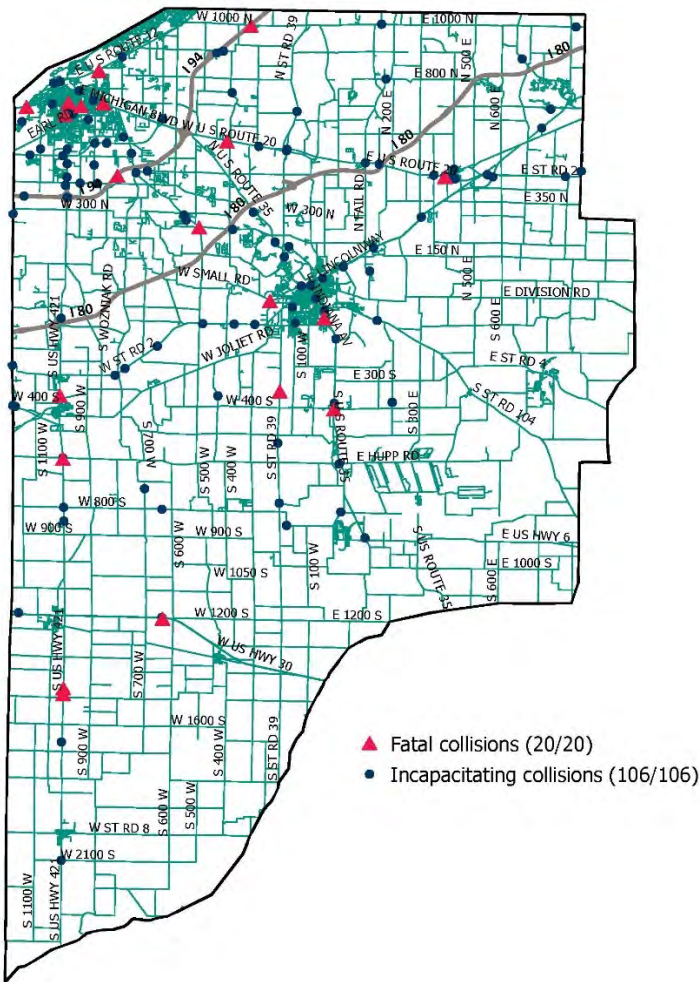 W 1000 N
E 1000 N
N ST RD 39
E U S ROUTE 12
I 94
I 80
N 500 E
E 800 N
N 600 E
N 200 E
MICHIGAN BLVD
W U S ROUTE 20
EARL RD
I 80
E U S ROUTE 20
E ST RD 2
N U S ROUTE 35
I 94
W 300 N
I 80
W 300 N
N FAIL RD
E 350 N
E 150 N
LINCOLNWAY
W SMALL RD
N 500 E
E DIVISION RD
S WOZNIAK RD
INDIANA AV
I 80
S US HWY 421
S 600 E
W JOLIET RD
S 100 W
W ST RD 2
E ST RD 4
E 300 S
W 400 S
S 900 W
W 400 S
S 300 E
S ST RD 104
S 1100 W
N 700 S
S 500 W
S 400 W
S ST RD 39
S U S ROUTE 35
E HUPP RD
W 800 S
W 900 S
S 600 W
W 900 S
E US HWY 6
W 1050 S
S 100 W
S US ROUTE 35
S 600 E
E 1000 S
W 1200 S
E 1200 S
S US HWY 421
S 700 W
W US HWY 30
W 1600 S
S 900 W
S 400 W
S ST RD 39
Fatal collisions (20/20)
Incapacitating collisions (106/106)
S 600 W
S 500 W
W ST RD 8
W 2100 S
S 1100 W
S US HWY 421